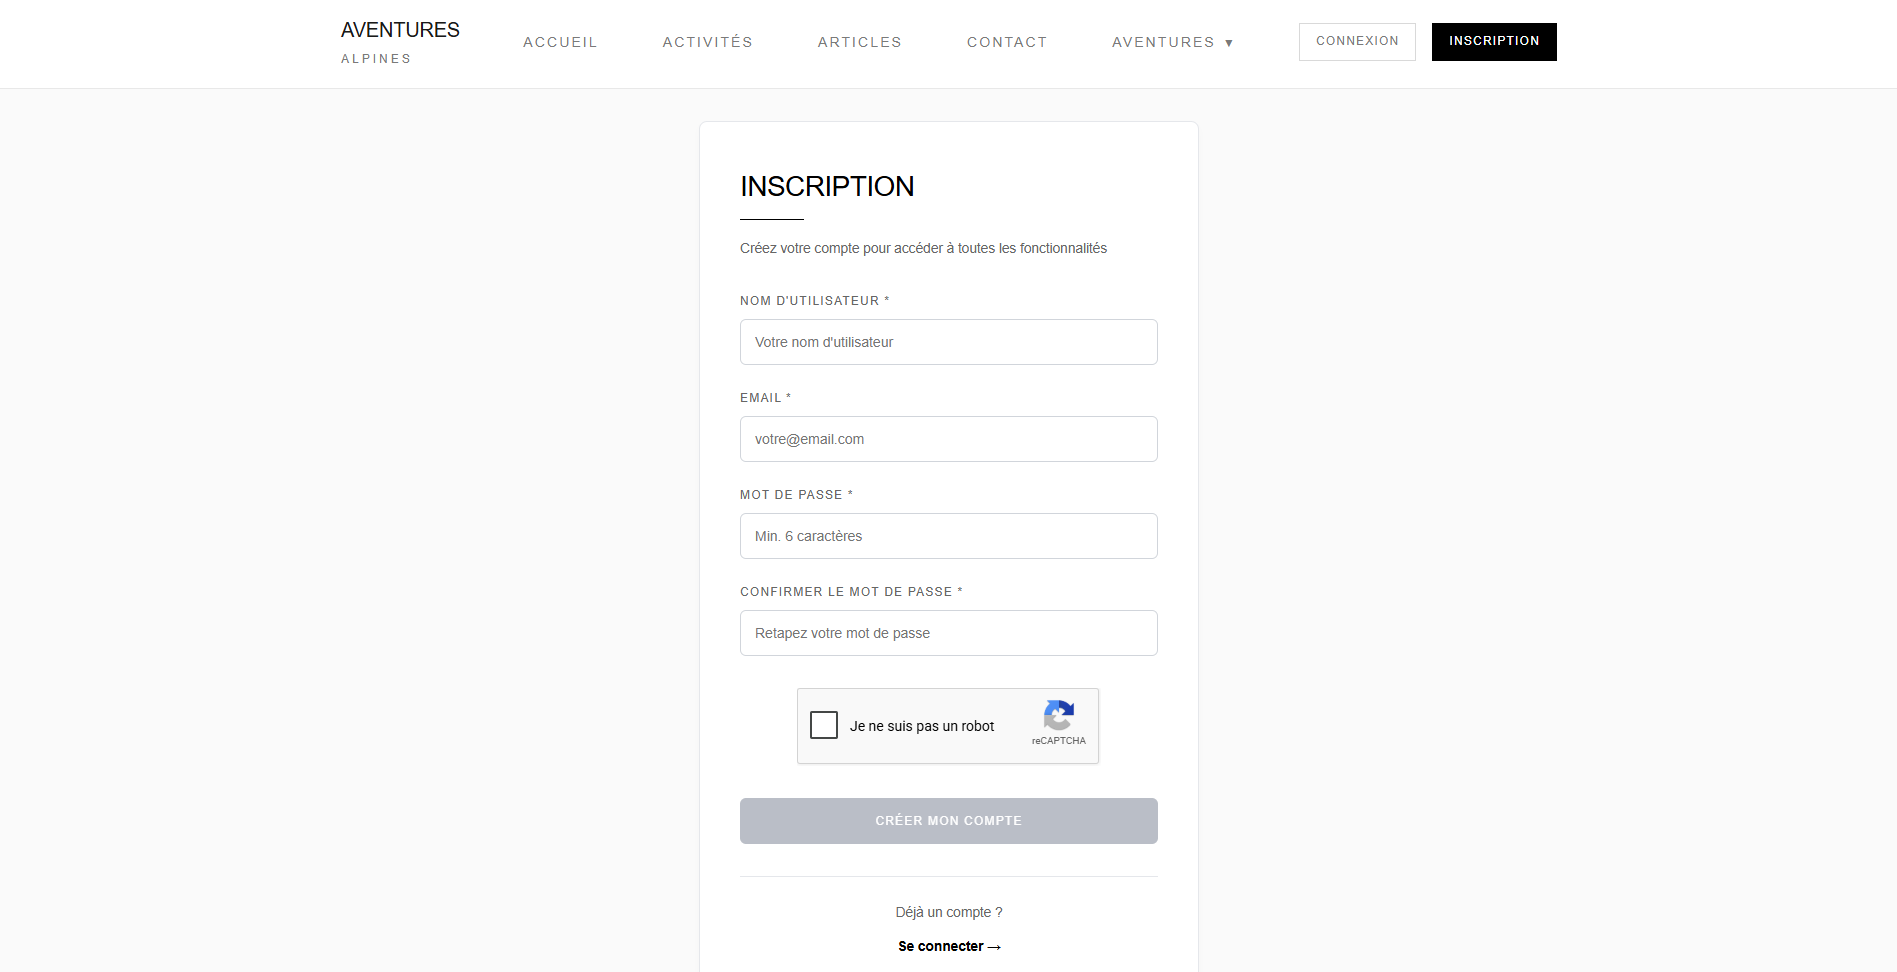 AVENTURES
ALPINES
ACCUEIL
ACTIVITÉS
ARTICLES
CONTACT
AVENTURES ▼
CONNEXION
INSCRIPTION
INSCRIPTION
Créez votre compte pour accéder à toutes les fonctionnalités
NOM D'UTILISATEUR *
Votre nom d'utilisateur
EMAIL *
votre@email.com
MOT DE PASSE *
Min. 6 caractères
CONFIRMER LE MOT DE PASSE *
Retapez votre mot de passe
Je ne suis pas un robot
reCAPTCHA
CRÉER MON COMPTE
Déjà un compte ?
Se connecter →